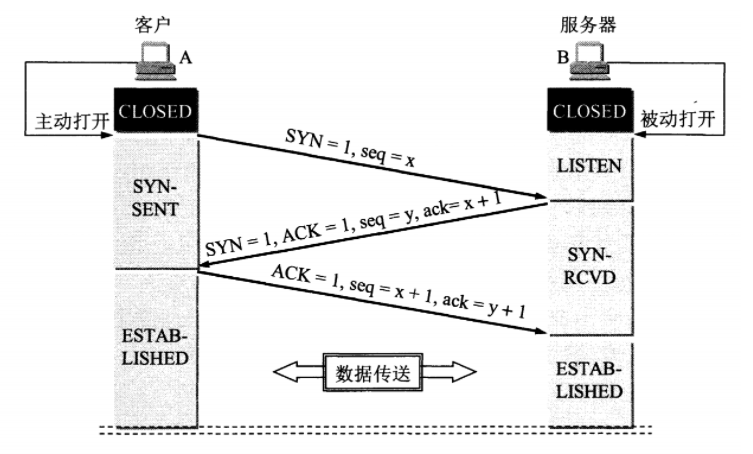 客户
服务器
A
B
CLOSED
CLOSED
主动打开
被动打开
SYN = 1, seq = x
LISTEN
SYN-
SENT
SYN = 1, ACK = 1, seq = y, ack= x + 1
SYN-
RCVD
ACK = 1, seq = x + 1, ack = y + 1
ESTAB-
LISHED
数据传送
ESTAB-
LISHED